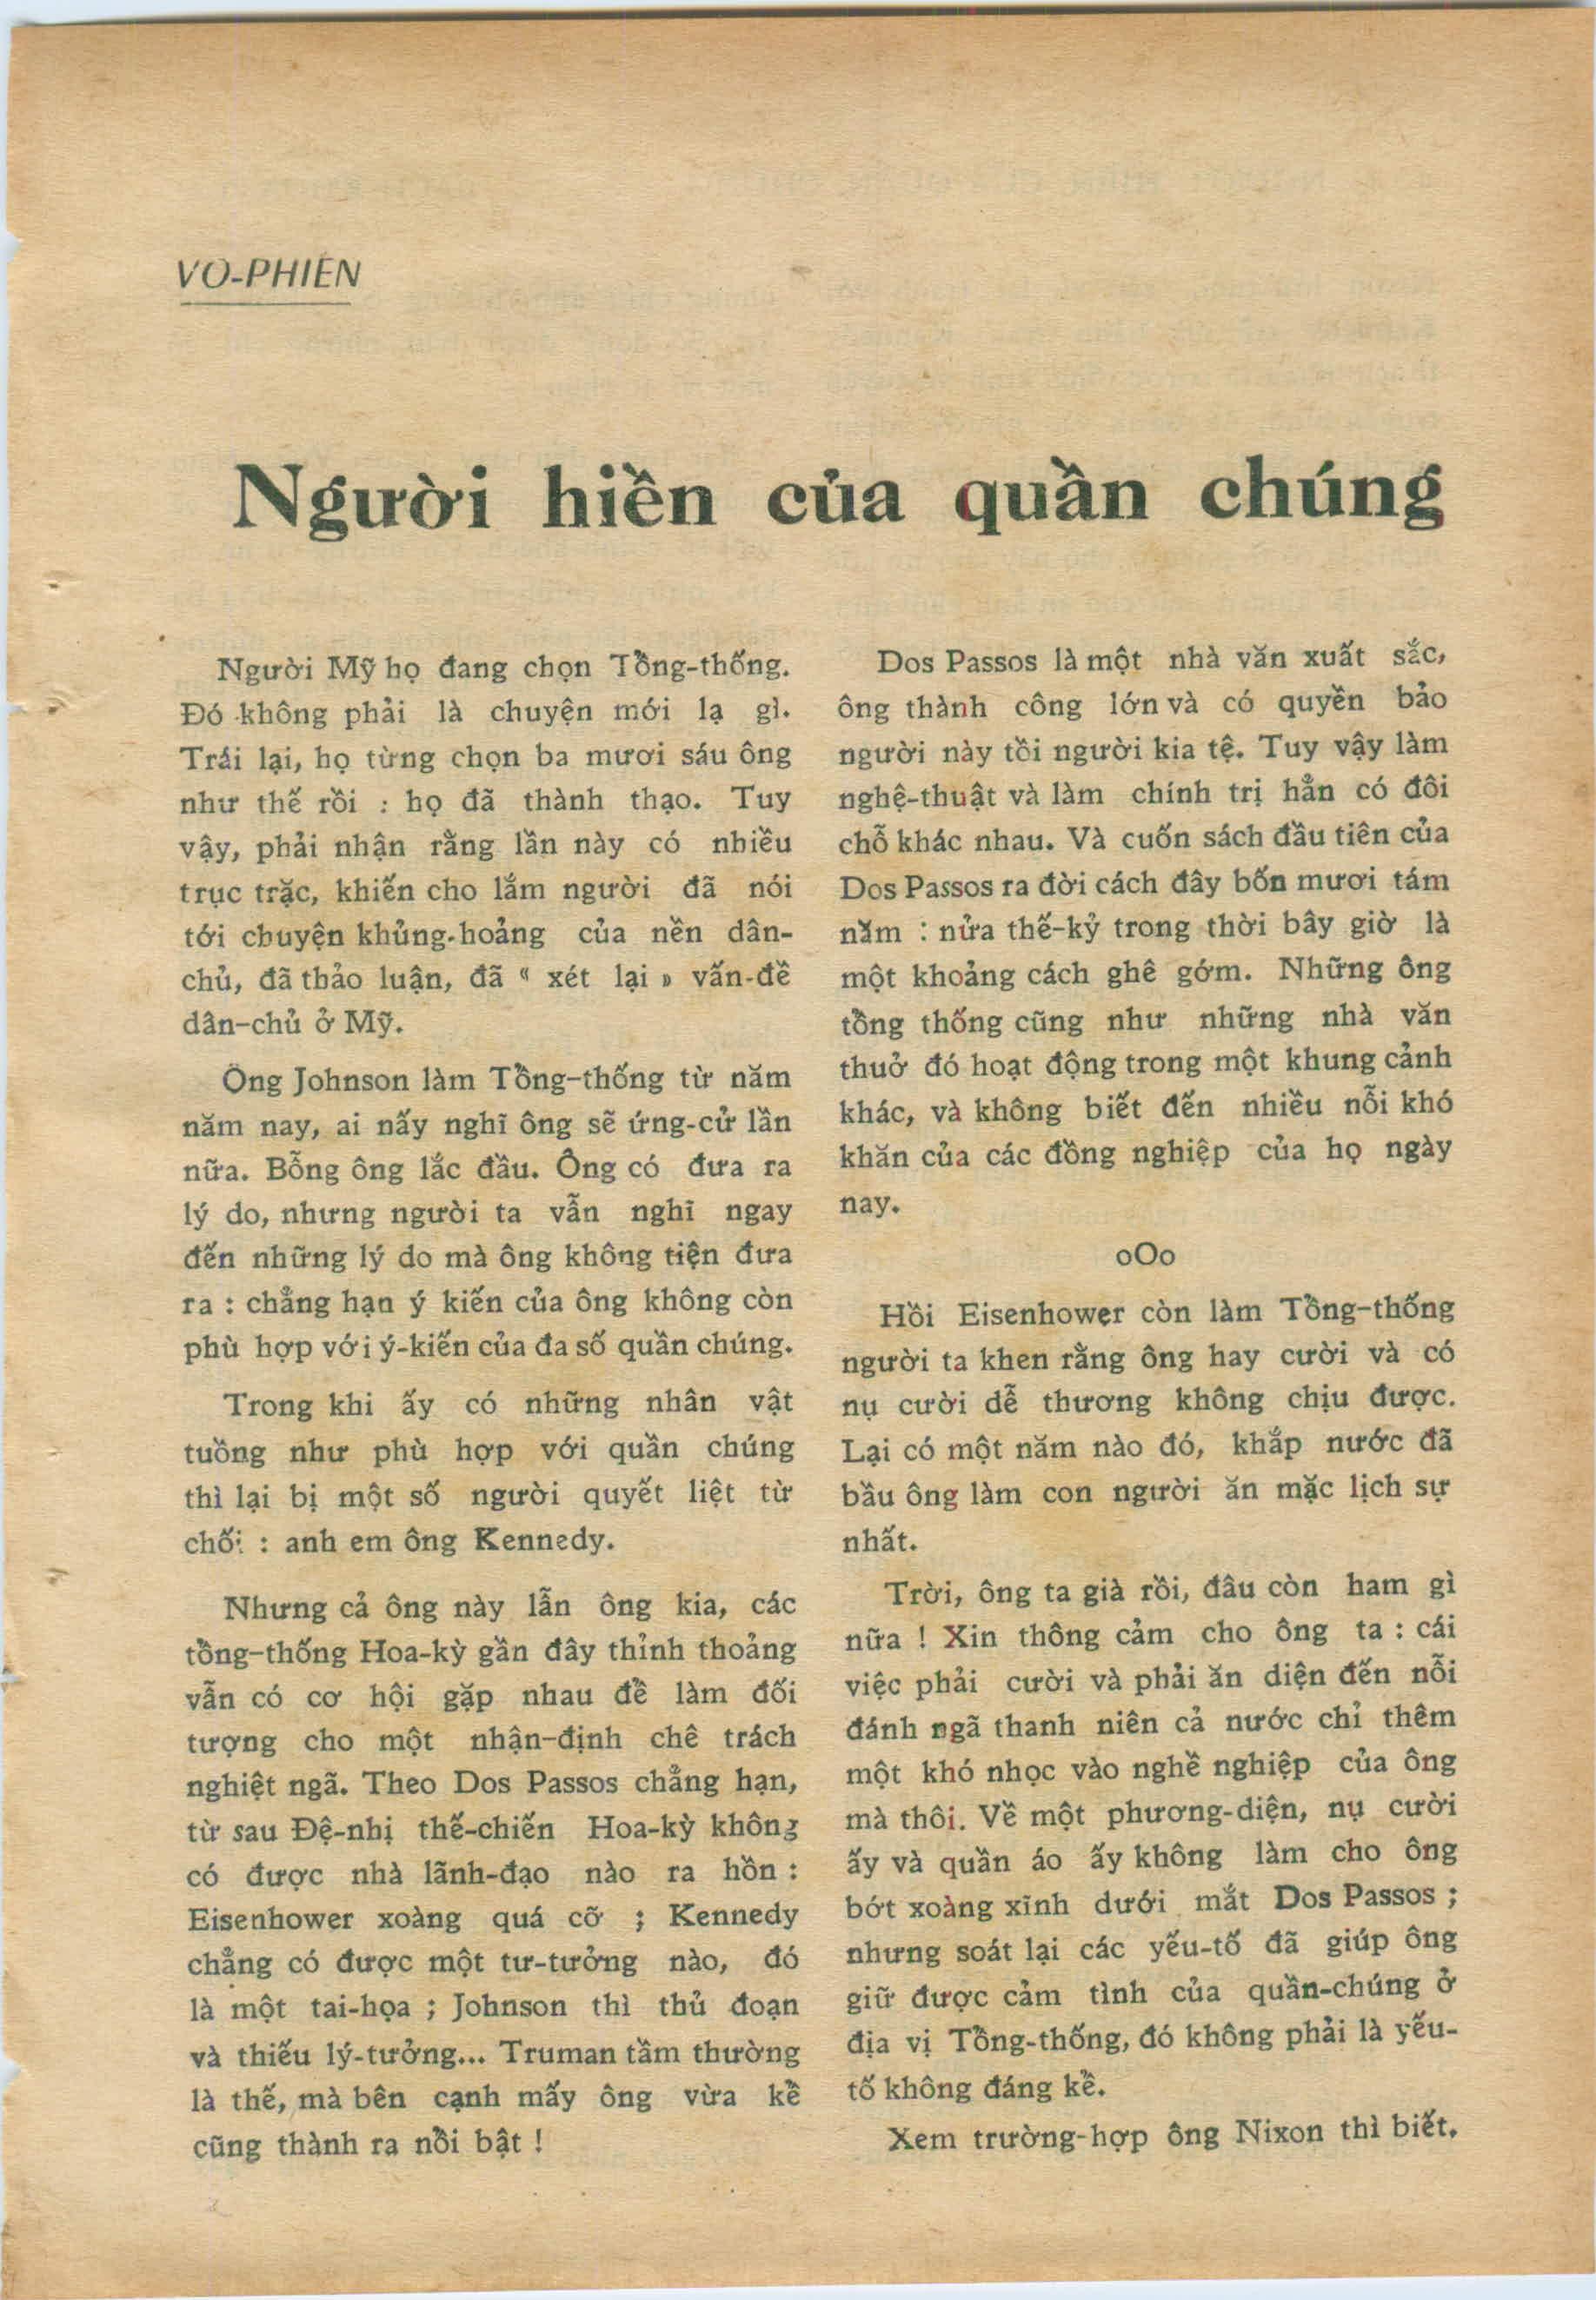 VÕ-PHIẾN
Người hiền của quần chúng
Người Mỹ họ đang chọn Tổng-thống.
Đó không phải là chuyện mới lạ gì.
Trái lại, họ từng chọn ba mươi sáu ông
như thế rồi : họ đã thành thạo. Tuy
vậy, phải nhận rằng lần này có nhiều
trục trặc, khiến cho lắm người đã nói
tới chuyện khủng-hoảng của nền dân-
chủ, đã thảo luận, đã « xét lại » vấn-đề
dân-chủ ở Mỹ.
Ông Johnson làm Tổng-thống từ năm
năm nay, ai nấy nghĩ ông sẽ ứng-cử lần
nữa. Bỗng ông lắc đầu. Ông có đưa ra
lý do, nhưng người ta vẫn nghĩ ngay
đến những lý do mà ông không tiện đưa
ra : chẳng hạn ý kiến của ông không còn
phù hợp với ý-kiến của đa số quần chúng.
Trong khi ấy có những nhân vật
tuồng như phù hợp với quần chúng
thì lại bị một số người quyết liệt từ
chối : anh em ông Kennedy.
Nhưng cả ông này lẫn ông kia, các
tổng-thống Hoa-kỳ gần đây thỉnh thoảng
vẫn có cơ hội gặp nhau để làm đối
tượng cho một nhận-định chê trách
nghiệt ngã. Theo Dos Passos chẳng hạn,
từ sau Đệ-nhị thế-chiến Hoa-kỳ không
có được nhà lãnh-đạo nào ra hồn :
Eisenhower xoàng quá cỡ ; Kennedy
chẳng có được một tư-tưởng nào, đó
là một tai-họa ; Johnson thì thủ đoạn
và thiếu lý-tưởng... Truman tầm thường
là thế, mà bên cạnh mấy ông vừa kể
cũng thành ra nổi bật !
Dos Passos là một nhà văn xuất sắc,
ông thành công lớn và có quyền bảo
người này tồi người kia tệ. Tuy vậy làm
nghệ-thuật và làm chính trị hẳn có đôi
chỗ khác nhau. Và cuốn sách đầu tiên của
Dos Passos ra đời cách đây bốn mươi tám
năm : nửa thế-kỷ trong thời bây giờ là
một khoảng cách ghê gớm. Những ông
tổng thống cũng như những nhà văn
thuở đó hoạt động trong một khung cảnh
khác, và không biết đến nhiều nỗi khó
khăn của các đồng nghiệp của họ ngày
nay.
oOo
Hồi Eisenhower còn làm Tổng-thống
người ta khen rằng ông hay cười và có
nụ cười dễ thương không chịu được.
Lại có một năm nào đó, khắp nước đã
bầu ông làm con người ăn mặc lịch sự
nhất.
Trời, ông ta già rồi, đâu còn ham gì
nữa ! Xin thông cảm cho ông ta : cái
việc phải cười và phải ăn diện đến nỗi
đánh ngã thanh niên cả nước chỉ thêm
một khó nhọc vào nghề nghiệp của ông
mà thôi. Về một phương-diện, nụ cười
ấy và quần áo ấy không làm cho ông
bớt xoàng xĩnh dưới mắt Dos Passos ;
nhưng soát lại các yếu-tố đã giúp ông
giữ được cảm tình của quần-chúng ở
địa vị Tổng-thống, đó không phải là yếu-
tố không đáng kể.
Xem trường-hợp ông Nixon thì biết.